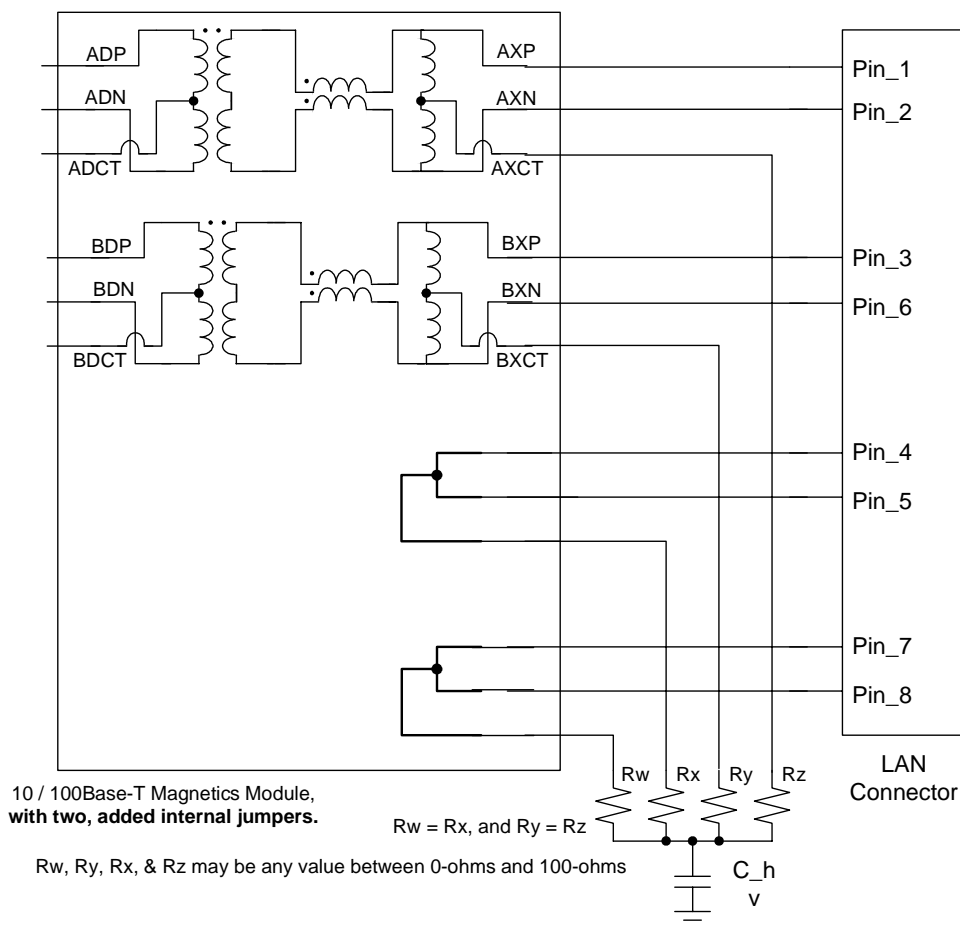 ADP
AXP
Pin_1
ADN
AXN
Pin_2
ADCT
AXCT
BDP
BXP
Pin_3
BDN
BXN
Pin_6
BDCT
BXCT
Pin_4
Pin_5
Pin_7
Pin_8
LAN
Connector
Rw Rx Ry Rz
10 / 100Base-T Magnetics Module,
with two, added internal jumpers.
Rw = Rx, and Ry = Rz
Rw, Ry, Rx, & Rz may be any value between 0-ohms and 100-ohms
C_h
v